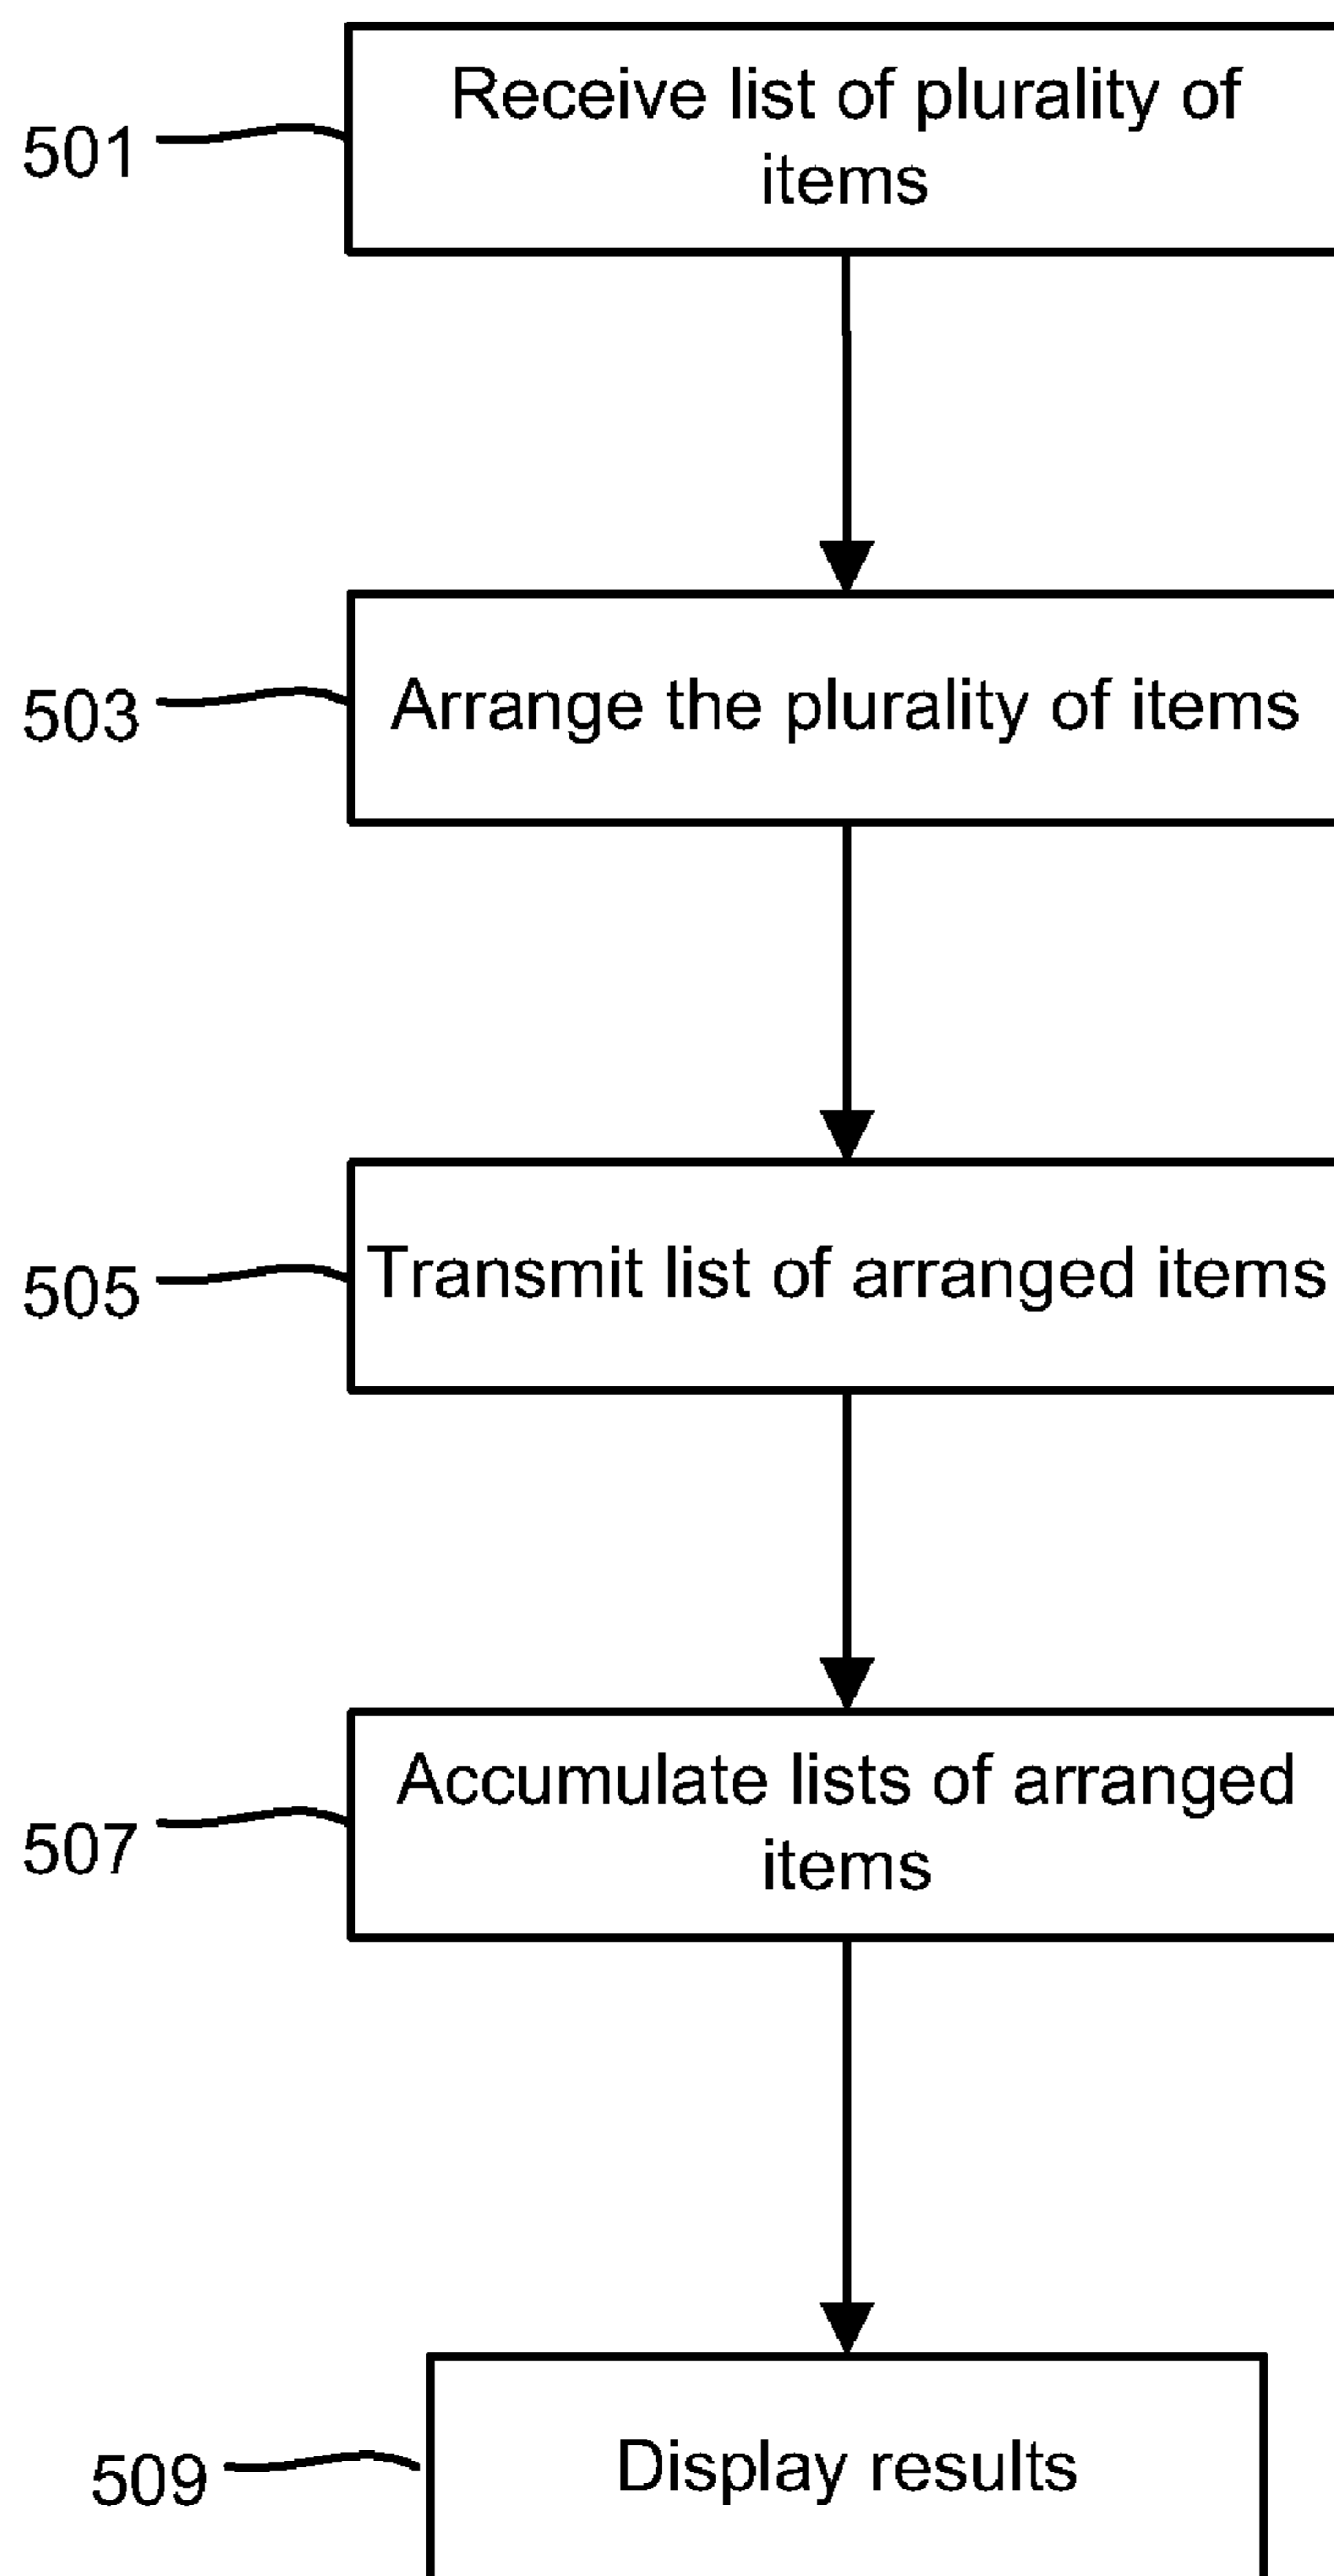 501
Receive list of plurality of
items
503
Arrange the plurality of items
505
Transmit list of arranged items
507
Accumulate lists of arranged
items
509
Display results